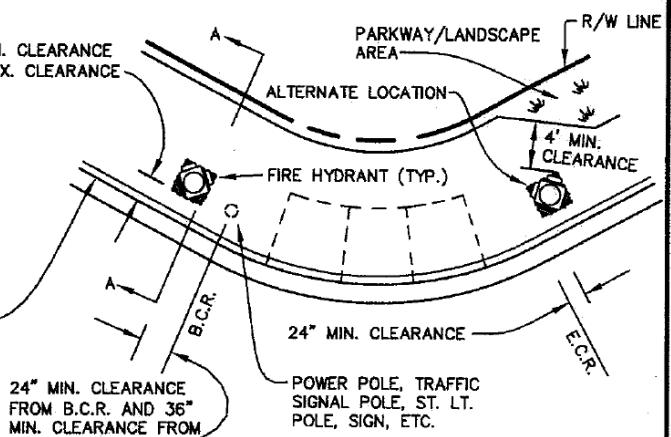 R/W LINE
PARKWAY/LANDSCAPE
AREA
A
CLEARANCE
CLEARANCE
ALTERNATE LOCATION
4' MIN.
CLEARANCE
FIRE HYDRANT (TYP.)
A
B.C.R.
24" MIN. CLEARANCE
E.C.R.
24" MIN. CLEARANCE
FROM B.C.R. AND 36"
MIN. CLEARANCE FROM
POWER POLE, TRAFFIC
SIGNAL POLE, ST. LT.
POLE, SIGN, ETC.